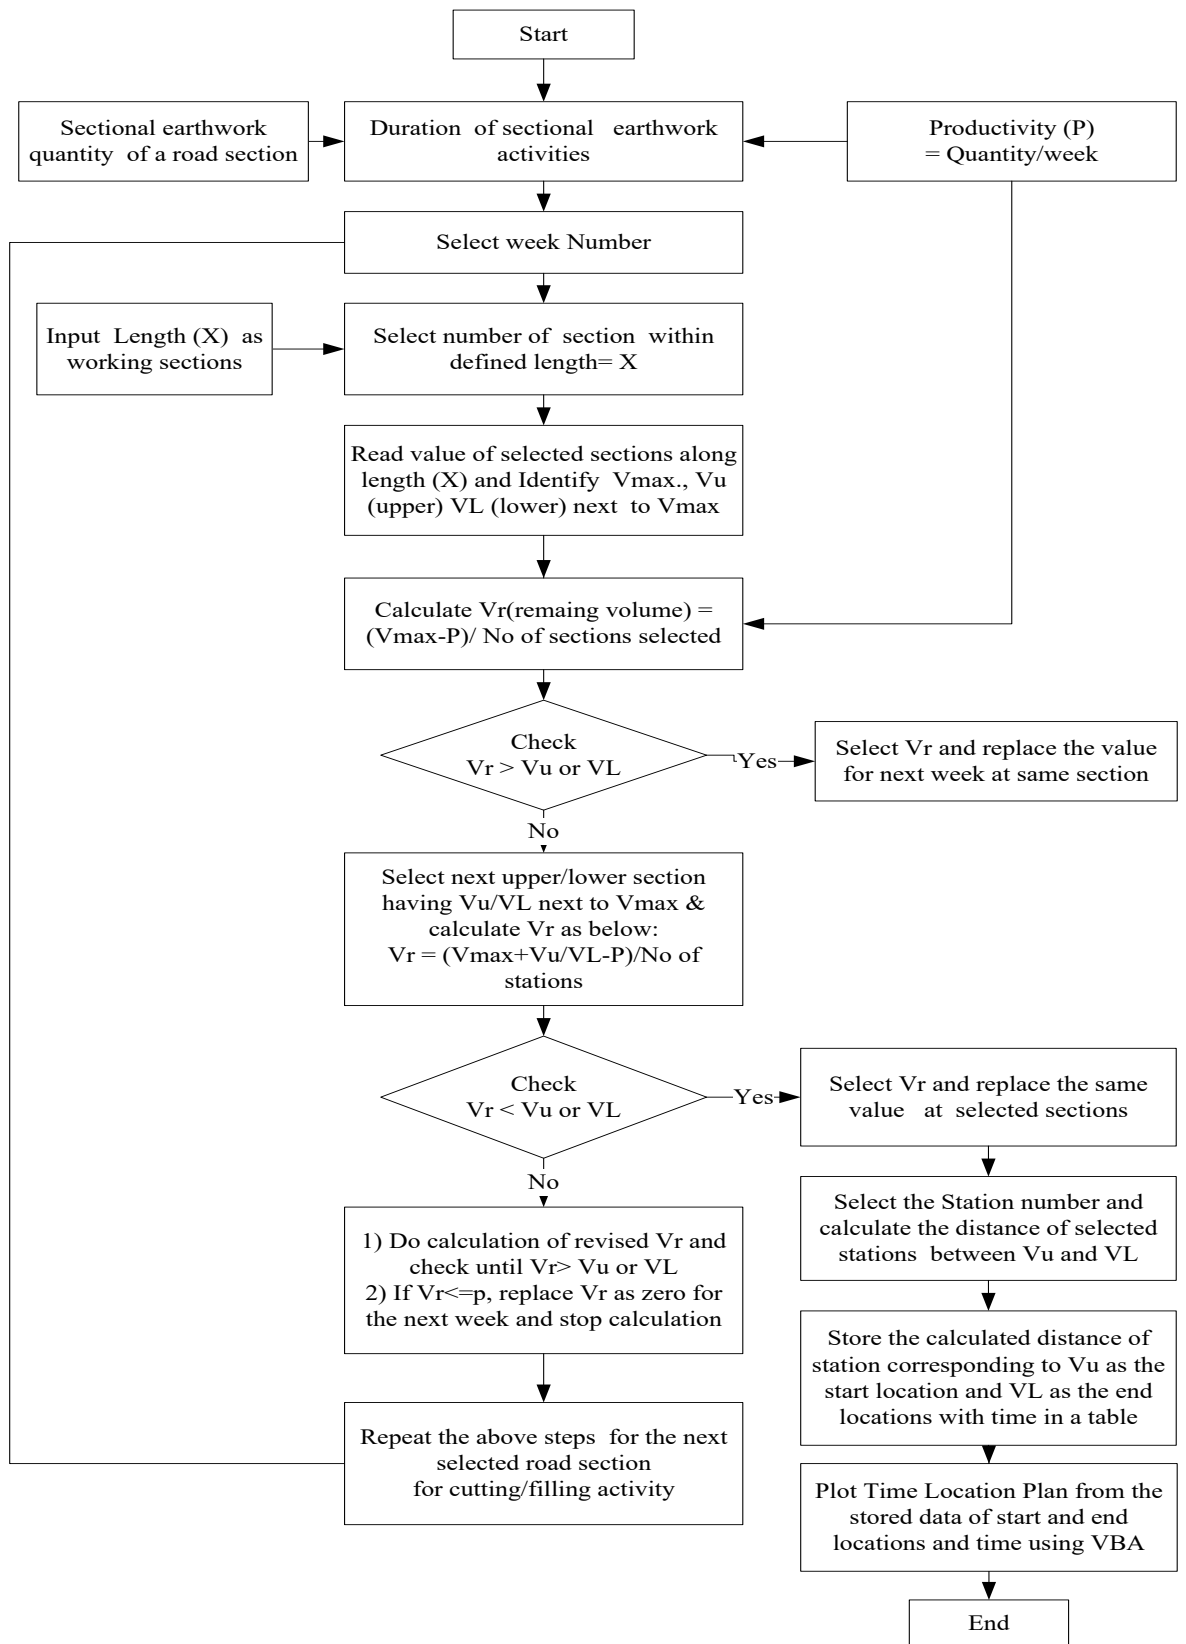 Start
Sectional earthwork
quantity of a road section
Duration of sectional earthwork
activities
Productivity (P)
= Quantity/week
Select week Number
Input Length (X) as
working sections
Select number of section within
defined length= X
Read value of selected sections along
length (X) and Identify Vmax., Vu
(upper) VL (lower) next to Vmax
Calculate Vr(remaing volume) =
(Vmax-P)/ No of sections selected
Check
Vr > Vu or VL
Yes
Select Vr and replace the value
for next week at same section
No
Select next upper/lower section
having Vu/VL next to Vmax &
calculate Vr as below:
Vr = (Vmax+Vu/VL-P)/No of
stations
Check
Vr < Vu or VL
Yes
Select Vr and replace the same
value at selected sections
No
Select the Station number and
calculate the distance of selected
stations between Vu and VL
1) Do calculation of revised Vr and
check until Vr> Vu or VL
2) If Vr<=p, replace Vr as zero for
the next week and stop calculation
Store the calculated distance of
station corresponding to Vu as the
start location and VL as the end
locations with time in a table
Repeat the above steps for the next
selected road section
for cutting/filling activity
Plot Time Location Plan from the
stored data of start and end
locations and time using VBA
End